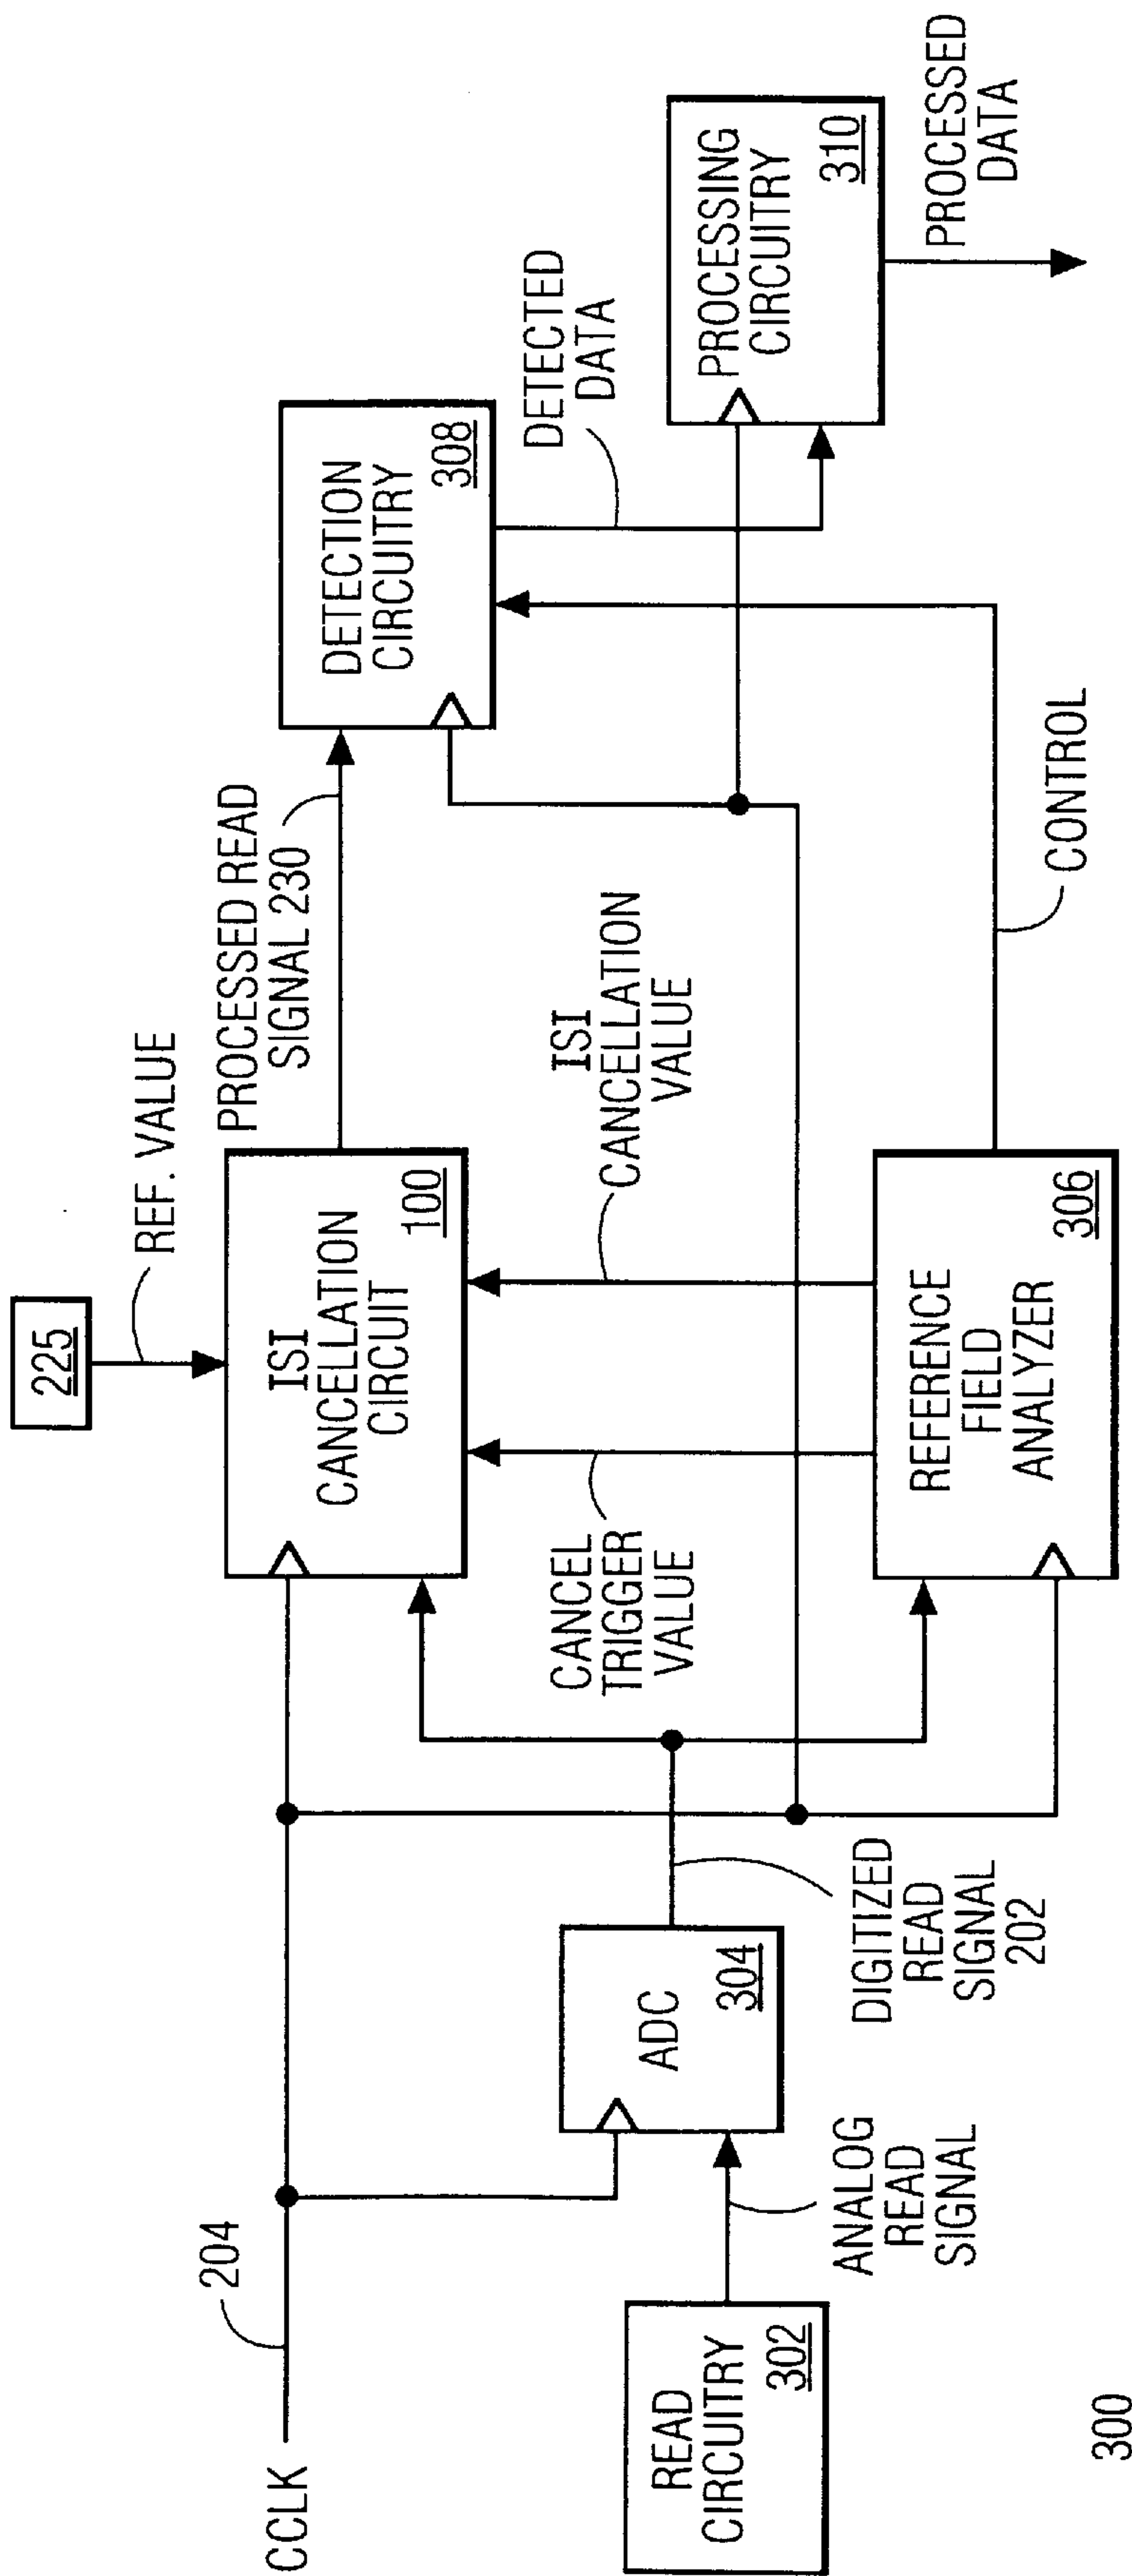 225
REF. VALUE
CCLK
204
ISI
CANCELLATION
CIRCUIT
100
PROCESSED READ
SIGNAL 230
DETECTION
CIRCUITRY
308
DETECTED
DATA
READ
CIRCUITRY
302
ANALOG
READ
SIGNAL
ADC
304
DIGITIZED
READ
SIGNAL
202
CANCEL
TRIGGER
VALUE
ISI
CANCELLATION
VALUE
REFERENCE
FIELD
ANALYZER
306
CONTROL
PROCESSING
CIRCUITRY
310
PROCESSED
DATA
300